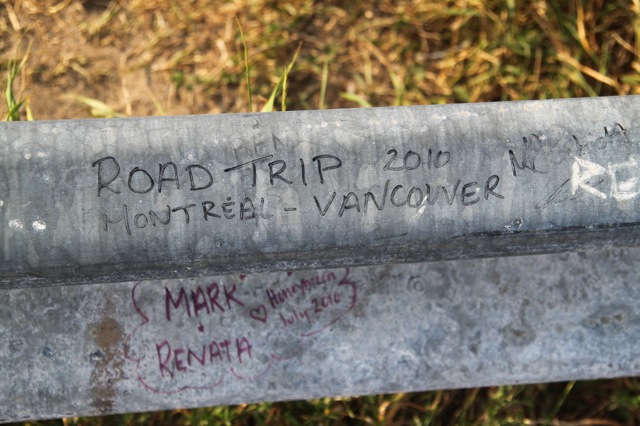 ROAD TRIP 2010
MONTRÉAL - VANCOUVER
MARK
+
RENATA
Honeymoon
July 2010